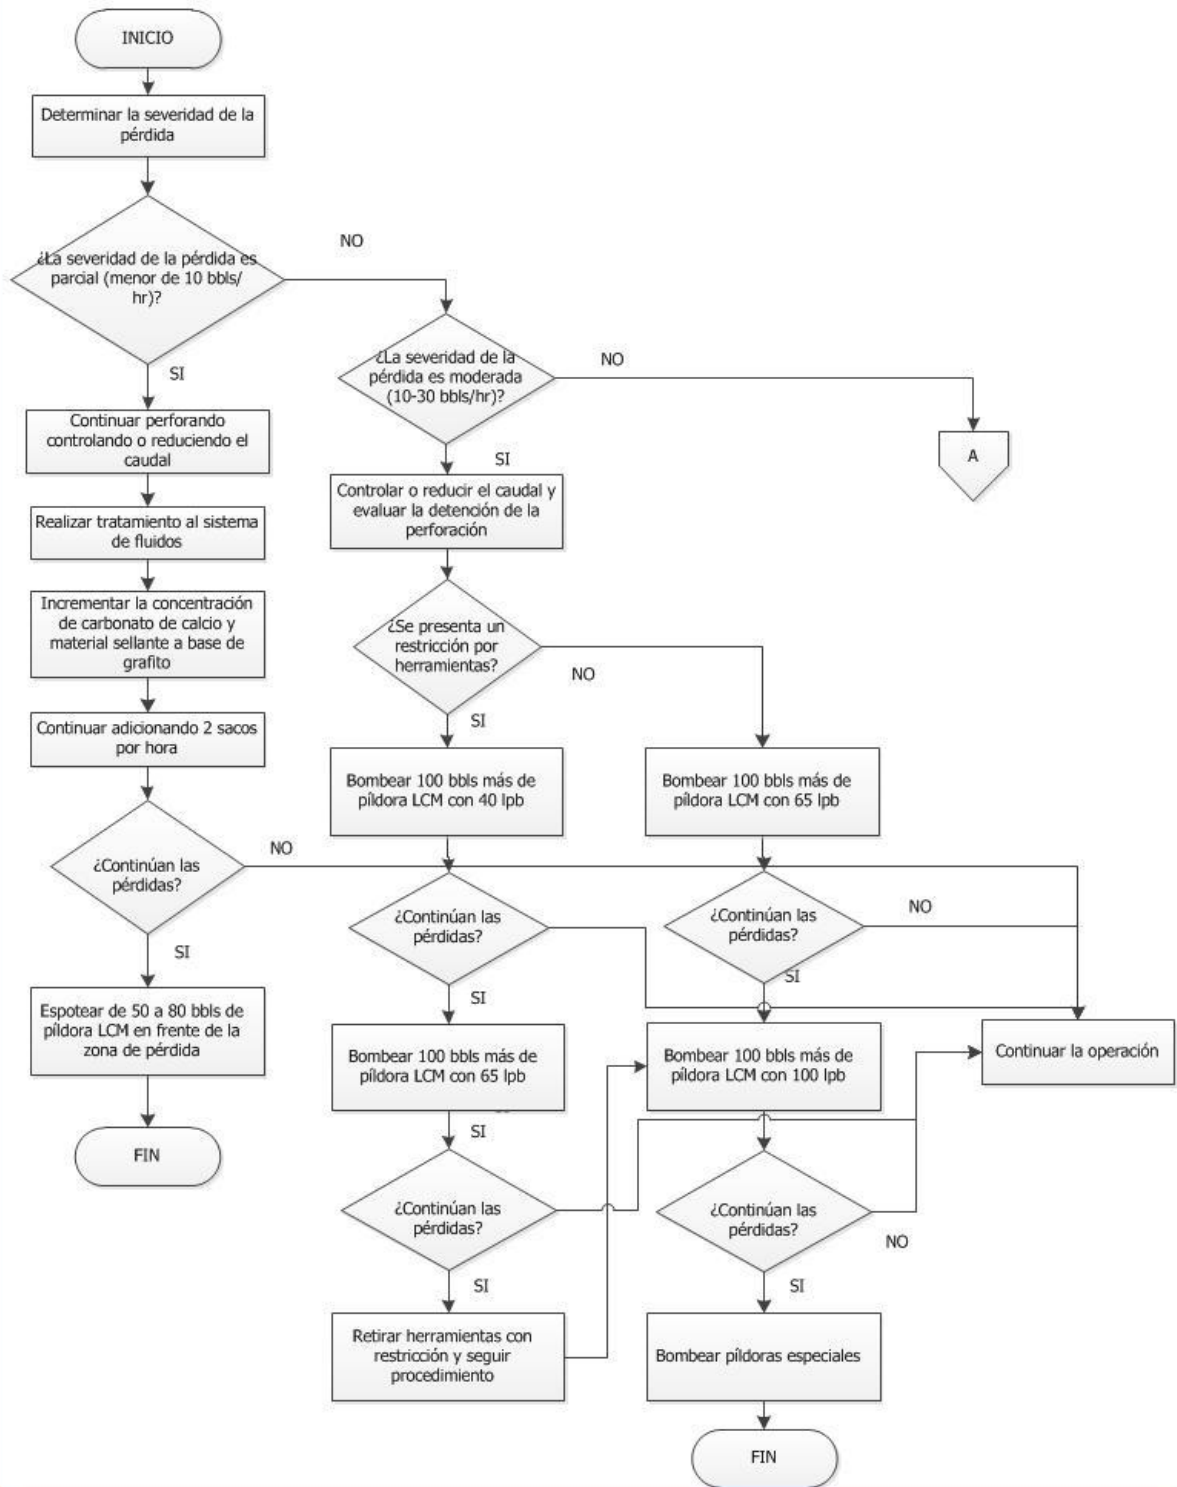 INICIO
Determinar la severidad de la
pérdida
¿La severidad de la pérdida es
parcial (menor de 10 bbls/
hr)?
NO
SI
¿La severidad de la
pérdida es moderada
(10-30 bbls/hr)?
NO
A
SI
Continuar perforando
controlando o reduciendo el
caudal
Realizar tratamiento al sistema
de fluidos
Incrementar la concentración
de carbonato de calcio y
material sellante a base de
grafito
Continuar adicionando 2 sacos
por hora
¿Continúan las
pérdidas?
NO
SI
Espotear de 50 a 80 bbls de
píldora LCM en frente de la
zona de pérdida
FIN
Controlar o reducir el caudal y
evaluar la detención de la
perforación
¿Se presenta un
restricción por
herramientas?
NO
SI
Bombear 100 bbls más de
píldora LCM con 40 lpb
¿Continúan las
pérdidas?
SI
Bombear 100 bbls más de
píldora LCM con 65 lpb
SI
¿Continúan las
pérdidas?
SI
Retirar herramientas con
restricción y seguir
procedimiento
Bombear 100 bbls más de
píldora LCM con 65 lpb
¿Continúan las
pérdidas?
NO
SI
Bombear 100 bbls más de
píldora LCM con 100 lpb
Continuar la operación
¿Continúan las
pérdidas?
NO
SI
Bombear píldoras especiales
FIN